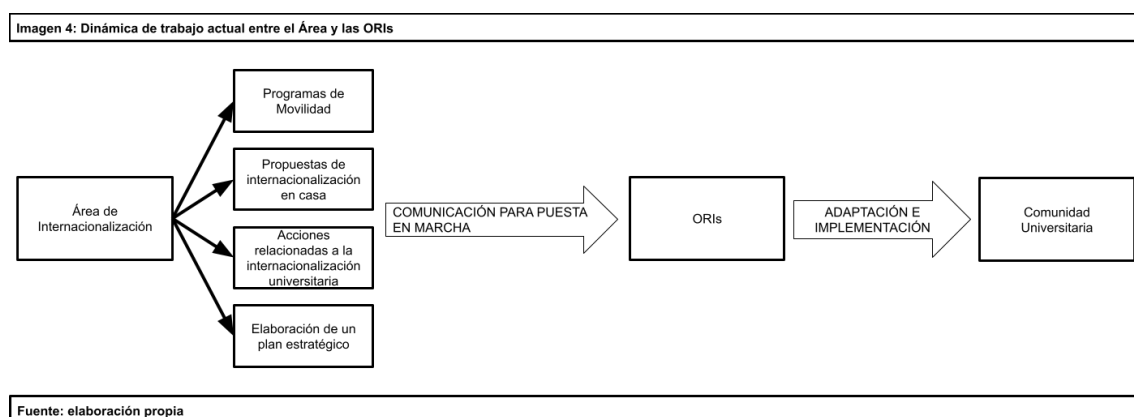 Imagen 4: Dinámica de trabajo actual entre el Área y las ORIs
Programas de
Movilidad
Propuestas de
internacionalización
en casa
Área de
Internacionalización
Acciones
relacionadas a la
internacionalización
universitaria
Elaboración de un
plan estratégico
COMUNICACIÓN PARA PUESTA
EN MARCHA
ORIs
ADAPTACIÓN E
IMPLEMENTACIÓN
Comunidad
Universitaria
Fuente: elaboración propia